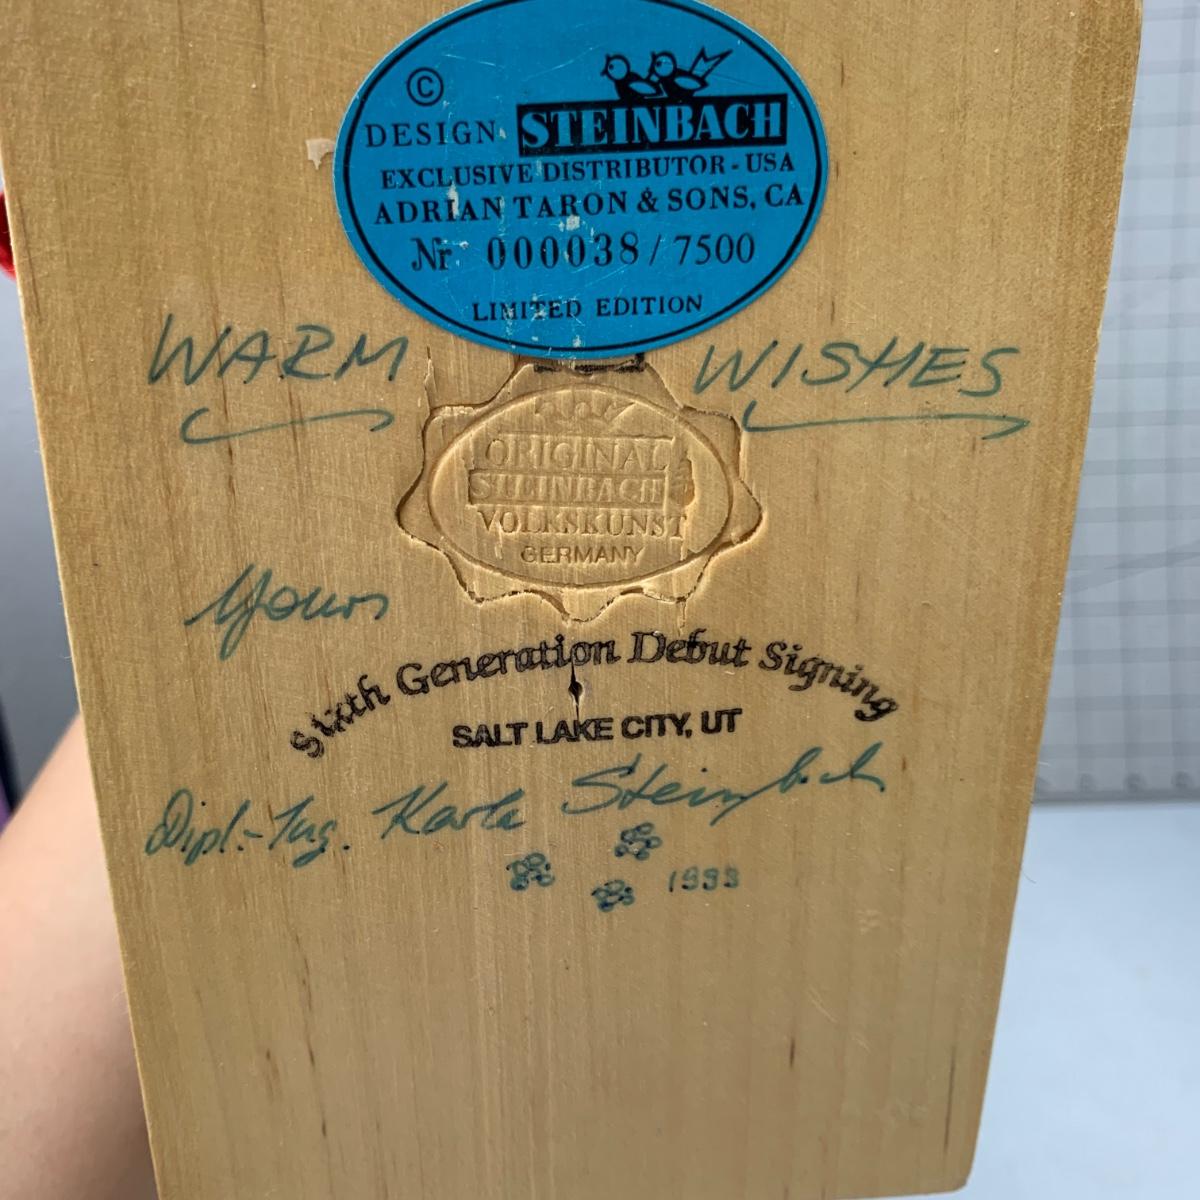 ©
DESIGN STEINBACH
EXCLUSIVE DISTRIBUTOR - USA
ADRIAN TARON & SONS, CA
Nr 000038 / 7500
LIMITED EDITION
WARM WISHES
ORIGINAL
STEINBACH
VOLKSKUNST
GERMANY
Yours
Sixth Generation Debut Signing
SALT LAKE CITY, UT
Dipl.-Ing. Karla Steinbach
1993